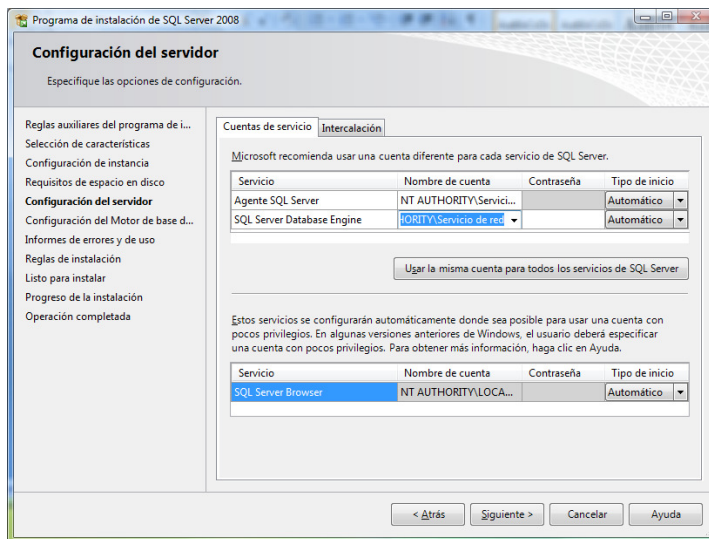 Programa de instalación de SQL Server 2008
Configuración del servidor
Especifique las opciones de configuración.
Reglas auxiliares del programa de i...
Selección de características
Configuración de instancia
Requisitos de espacio en disco
Configuración del servidor
Configuración del Motor de base d...
Informes de errores y de uso
Reglas de instalación
Listo para instalar
Progreso de la instalación
Operación completada
Cuentas de servicio Intercalación
Microsoft recomienda usar una cuenta diferente para cada servicio de SQL Server.
Servicio Nombre de cuenta Contraseña Tipo de inicio
Agente SQL Server NT AUTHORITY\Servici... Automático
SQL Server Database Engine HORITY\Servicio de red Automático
Usar la misma cuenta para todos los servicios de SQL Server
Estos servicios se configurarán automáticamente donde sea posible para usar una cuenta con
pocos privilegios. En algunas versiones anteriores de Windows, el usuario deberá especificar
una cuenta con pocos privilegios. Para obtener más información, haga clic en Ayuda.
Servicio Nombre de cuenta Contraseña Tipo de inicio
SQL Server Browser NT AUTHORITY\LOCA... Automático
< Atrás Siguiente > Cancelar Ayuda